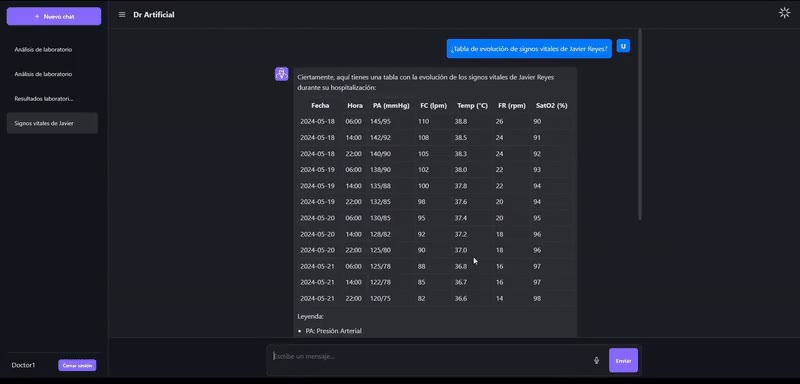 + Nuevo chat
Dr Artificial
Análisis de laboratorio
Análisis de laboratorio
Resultados laboratori...
Signos vitales de Javier
¿Tabla de evolución de signos vitales de Javier Reyes?
U
Ciertamente, aquí tienes una tabla con la evolución de los signos vitales de Javier Reyes
durante su hospitalización:
Fecha Hora PA (mmHg) FC (lpm) Temp (°C) FR (rpm) SatO2 (%)
2024-05-18 06:00 145/95 110 38.8 26 90
2024-05-18 14:00 142/92 108 38.5 24 91
2024-05-18 22:00 140/90 105 38.3 24 92
2024-05-19 06:00 138/90 102 38.0 22 93
2024-05-19 14:00 135/88 100 37.8 22 94
2024-05-19 22:00 132/85 98 37.6 20 94
2024-05-20 06:00 130/85 95 37.4 20 95
2024-05-20 14:00 128/82 92 37.2 18 96
2024-05-20 22:00 125/80 90 37.0 18 96
2024-05-21 06:00 125/78 88 36.8 16 97
2024-05-21 14:00 122/78 85 36.7 16 97
2024-05-21 22:00 120/75 82 36.6 14 98
Leyenda:
• PA: Presión Arterial
Escribe un mensaje...
Enviar
Doctor1
Cerrar sesión